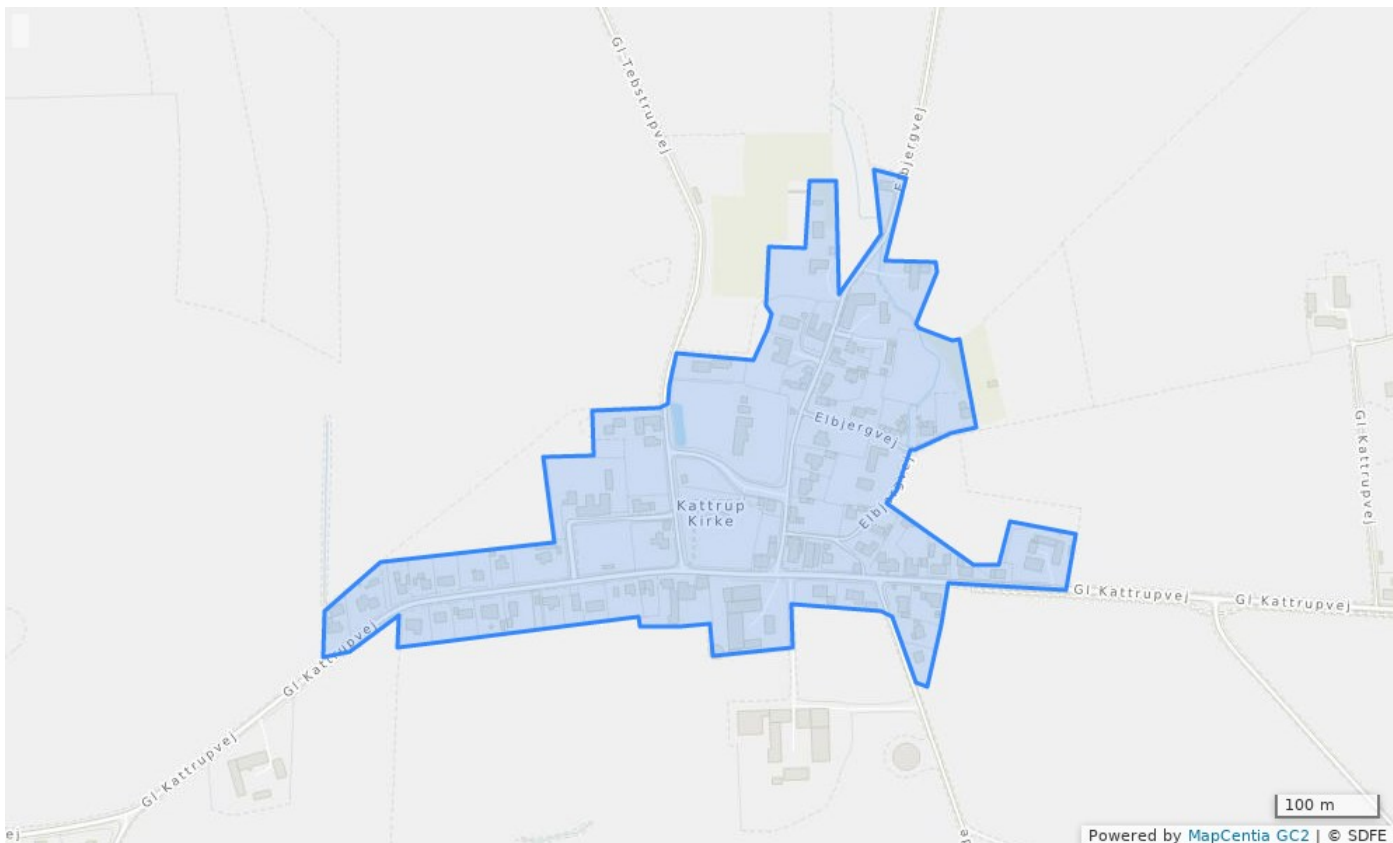 Gl Tebstrupvej
Elbjergvej
Elbjergvej
Elbjergvej
Kattrup
Kirke
Gl Kattrupvej
Gl Kattrupvej
Gl Kattrupvej
Gl Kattrupvej
Gl Kattrupvej
ej
100 m
Powered by MapCentia GC2 | © SDFE